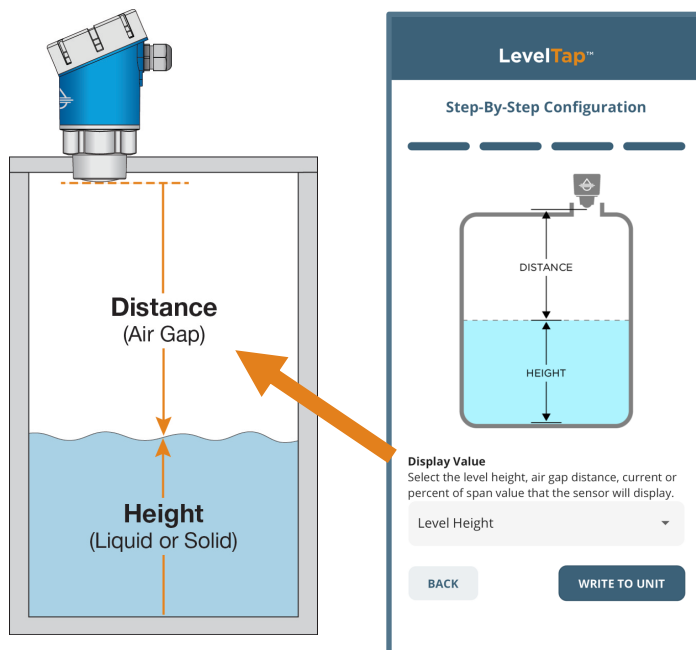 Distance
(Air Gap)
Height
(Liquid or Solid)
LevelTap™
Step-By-Step Configuration
DISTANCE
HEIGHT
Display Value
Select the level height, air gap distance, current or
percent of span value that the sensor will display.
Level Height
BACK
WRITE TO UNIT